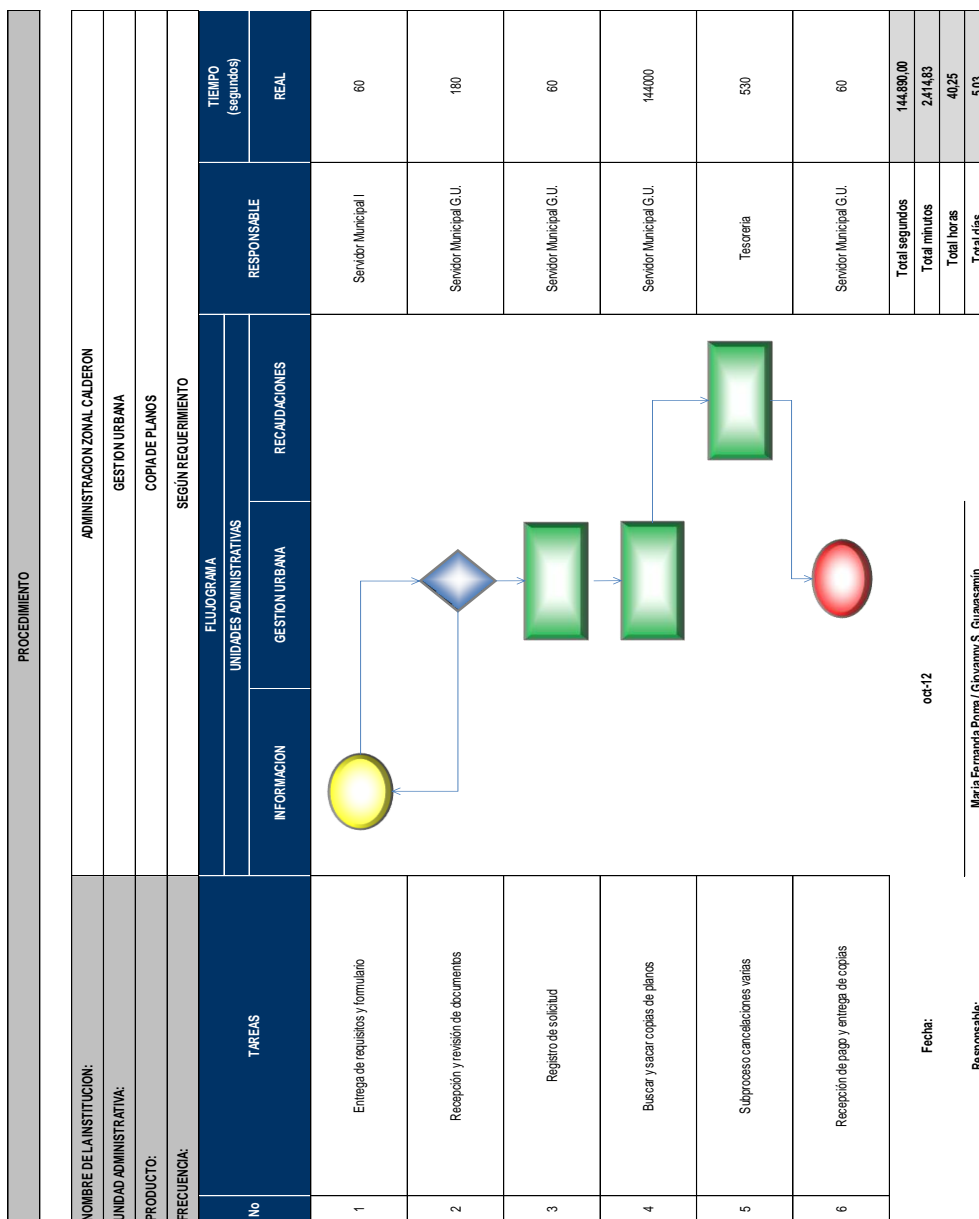 PROCEDIMIENTO
NOMBRE DE LA INSTITUCION: ADMINISTRACION ZONAL CALDERON
UNIDAD ADMINISTRATIVA: GESTION URBANA
PRODUCTO: COPIA DE PLANOS
FRECUENCIA: SEGÚN REQUERIMIENTO
No TAREAS FLUJOGRAMA RESPONSABLE TIEMPO (segundos)
UNIDADES ADMINISTRATIVAS
INFORMACION GESTION URBANA RECAUDACIONES REAL
1 Entrega de requisitos y formulario Servidor Municipal I 60
2 Recepción y revisión de documentos Servidor Municipal G.U. 180
3 Registro de solicitud Servidor Municipal G.U. 60
4 Buscar y sacar copias de planos Servidor Municipal G.U. 144000
5 Subproceso cancelaciones varias Tesoreria 530
6 Recepción de pago y entrega de copias Servidor Municipal G.U. 60
Total segundos 144.890,00
Fecha: oct-12 Total minutos 2.414,83
Total horas 40,25
Responsable: Maria Fernanda Poma / Giovanny S. Guayasamín Total días 5,03